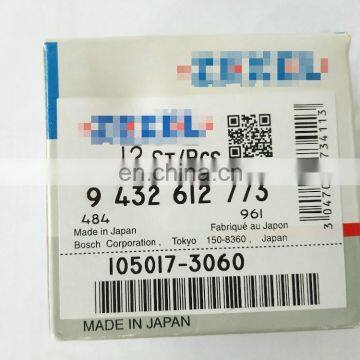 12 ST/Pcs
9 432 612 773
484
961
Made in Japan
Fabriqué au Japon
Bosch Corporation, Tokyo 150-8360, Japan
105017-3060
MADE IN JAPAN